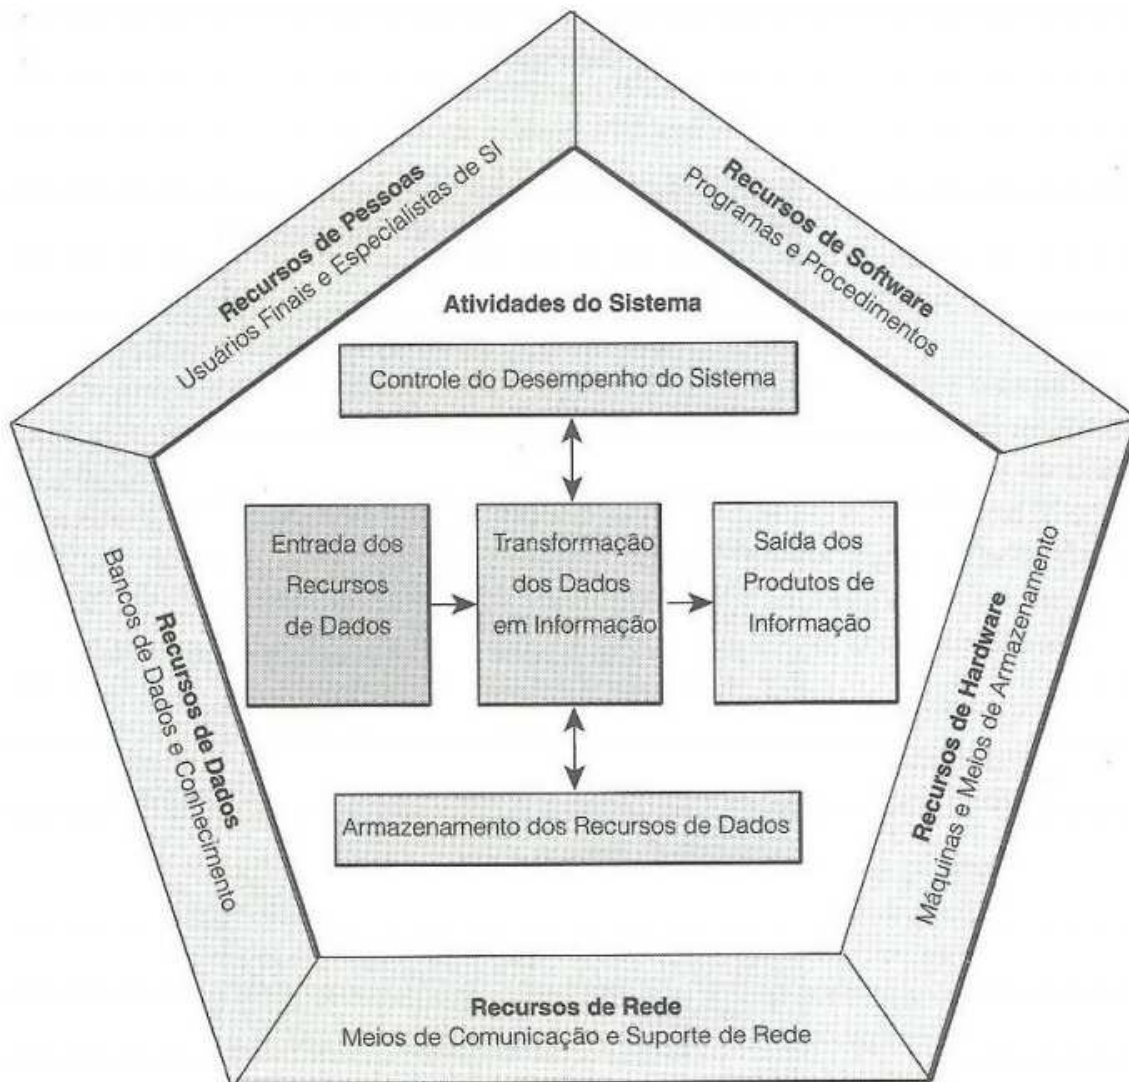 Recursos de Pessoas
Usuários Finais e Especialistas de SI
Recursos de Software
Programas e Procedimentos
Atividades do Sistema
Controle do Desempenho do Sistema
Entrada dos
Recursos
de Dados
Transformação
dos Dados
em Informação
Saída dos
Produtos de
Informação
Armazenamento dos Recursos de Dados
Recursos de Dados
Bancos de Dados e Conhecimento
Recursos de Hardware
Máquinas e Meios de Armazenamento
Recursos de Rede
Meios de Comunicação e Suporte de Rede